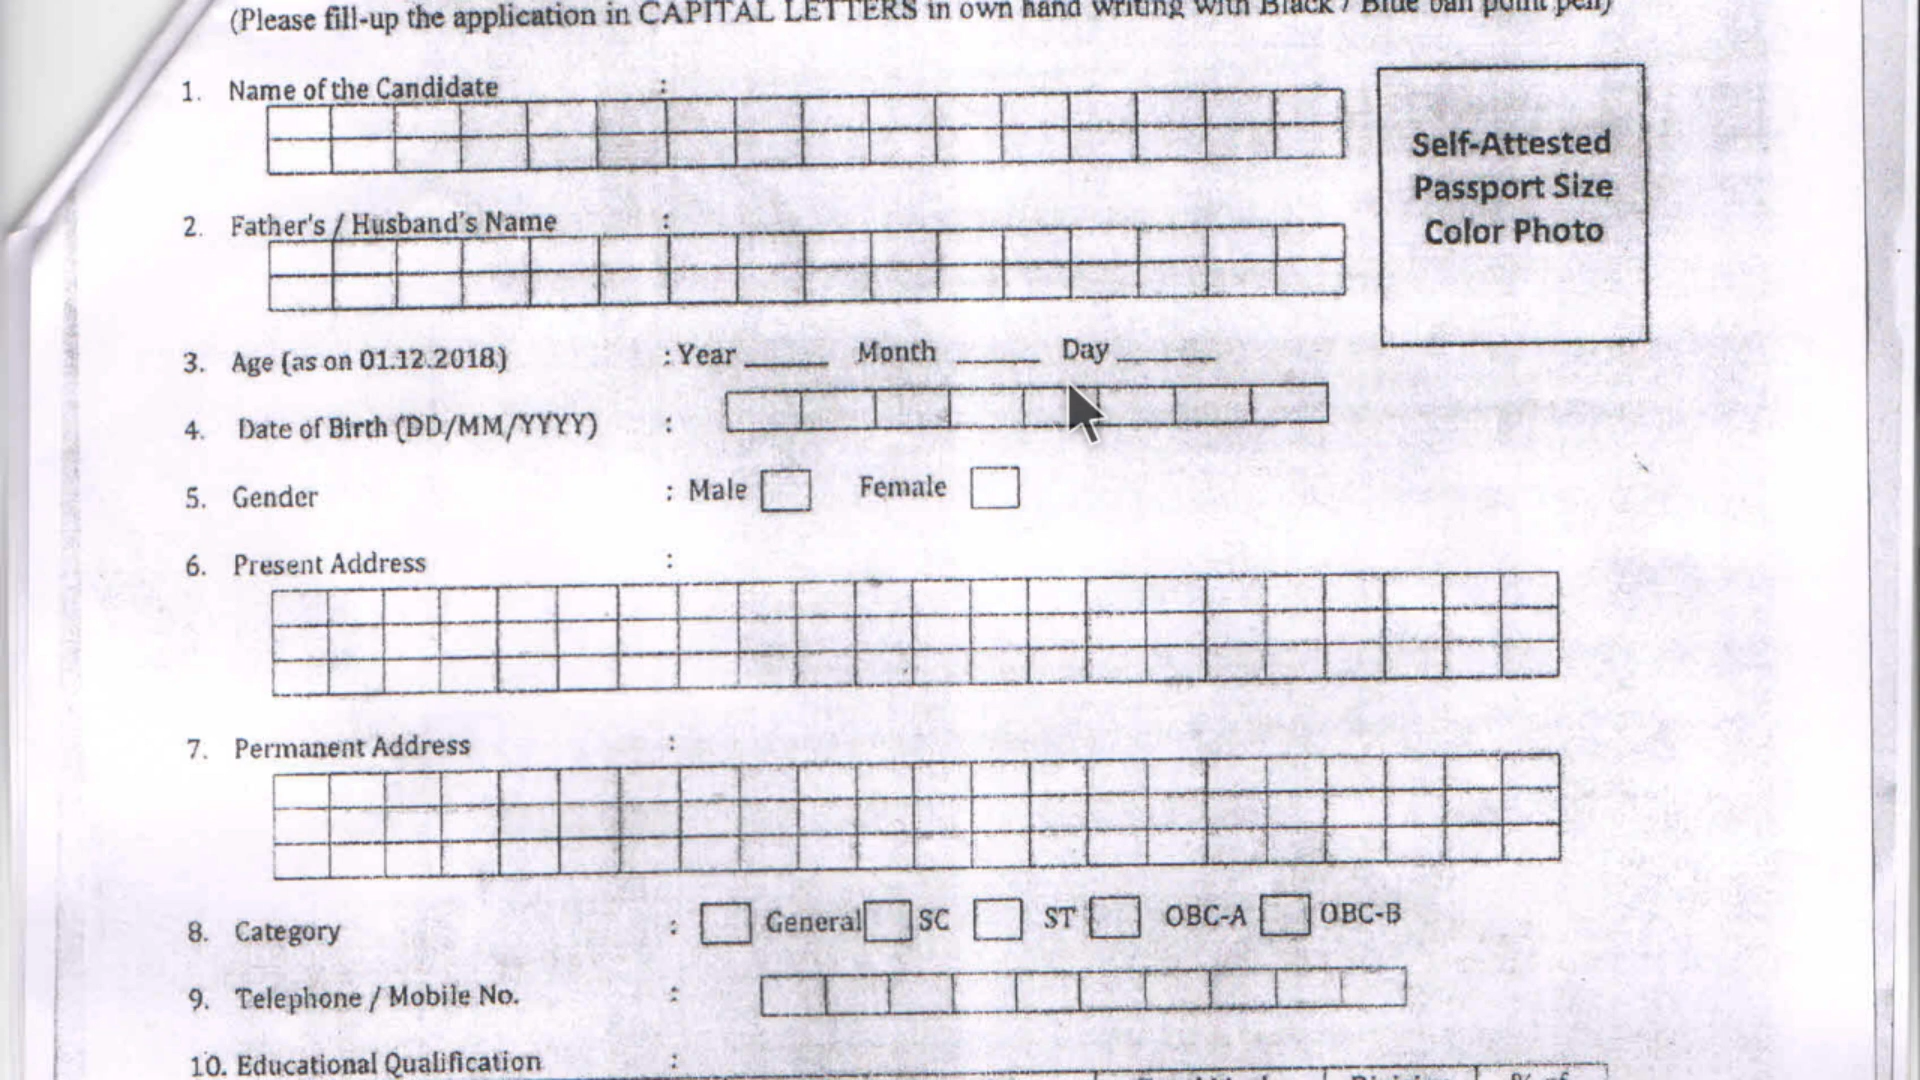 (Please fill-up the application in CAPITAL LETTERS in own hand writing with Black / Blue ball point pen)
1. Name of the Candidate :
Self-Attested
Passport Size
Color Photo
2. Father's / Husband's Name :
3. Age (as on 01.12.2018) : Year ____ Month ____ Day ____
4. Date of Birth (DD/MM/YYYY) :
5. Gender : Male Female
6. Present Address :
7. Permanent Address :
8. Category : General SC ST OBC-A OBC-B
9. Telephone / Mobile No. :
10. Educational Qualification :